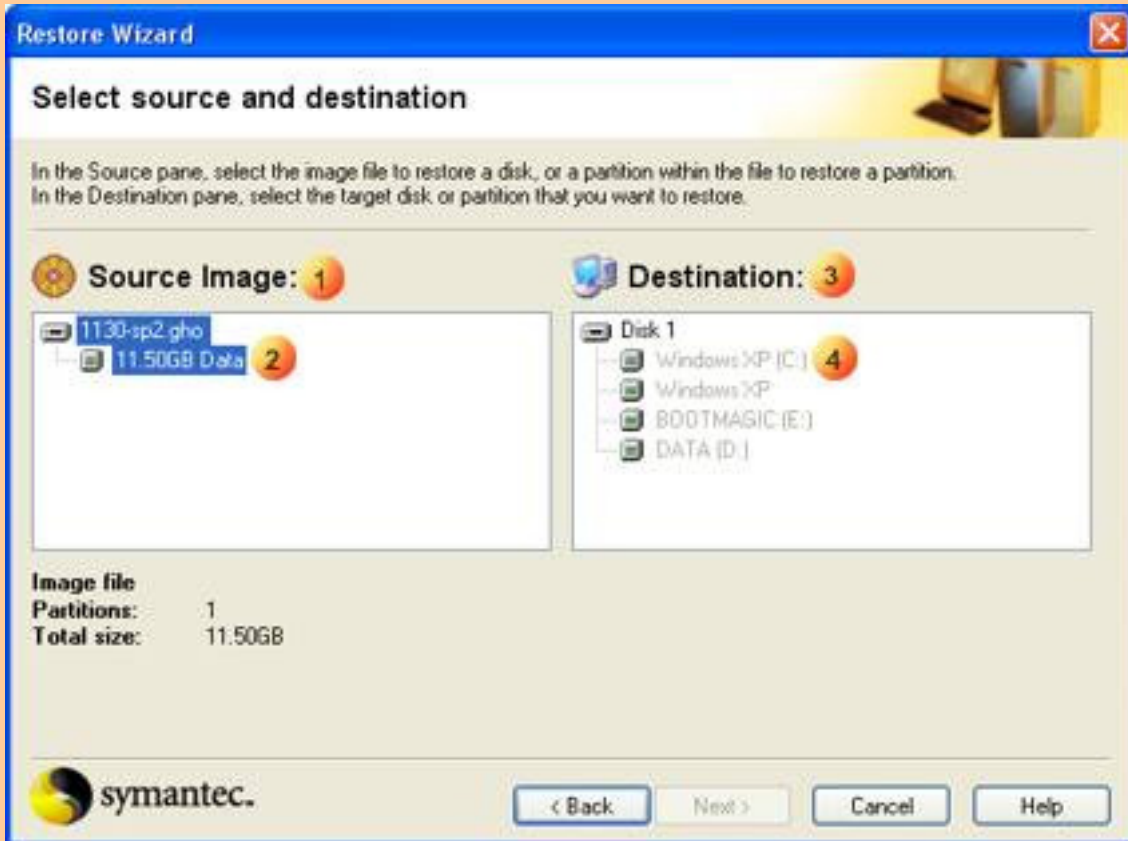 Restore Wizard
Select source and destination
In the Source pane, select the image file to restore a disk, or a partition within the file to restore a partition.
In the Destination pane, select the target disk or partition that you want to restore.
Source Image: 1
1130-sp2.gho
11.50GB Data 2
Destination: 3
Disk 1
Windows XP (C:) 4
Windows XP
BOOTMAGIC (E:)
DATA (D:)
Image file
Partitions: 1
Total size: 11.50GB
symantec.
< Back Next > Cancel Help